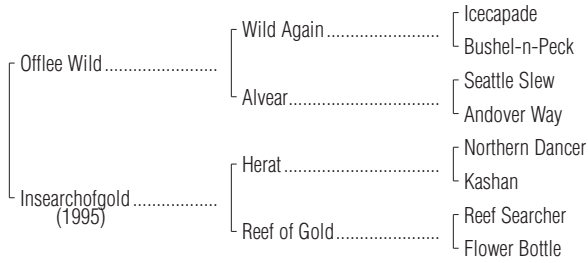 Icecapade
Wild Again
Bushel-n-Peck
Offlee Wild
Seattle Slew
Alvear
Andover Way
Northern Dancer
Herat
Kashan
Insearchofgold
(1995)
Reef Searcher
Reef of Gold
Flower Bottle